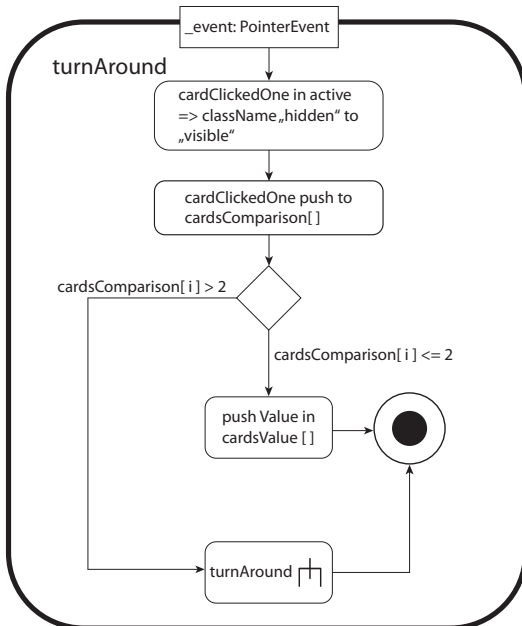 _event: PointerEvent
turnAround
cardClickedOne in active
=> className „hidden“ to
„visible“
cardClickedOne push to
cardsComparison[ ]
cardsComparison[ i ] > 2
cardsComparison[ i ] <= 2
push Value in
cardsValue [ ]
turnAround